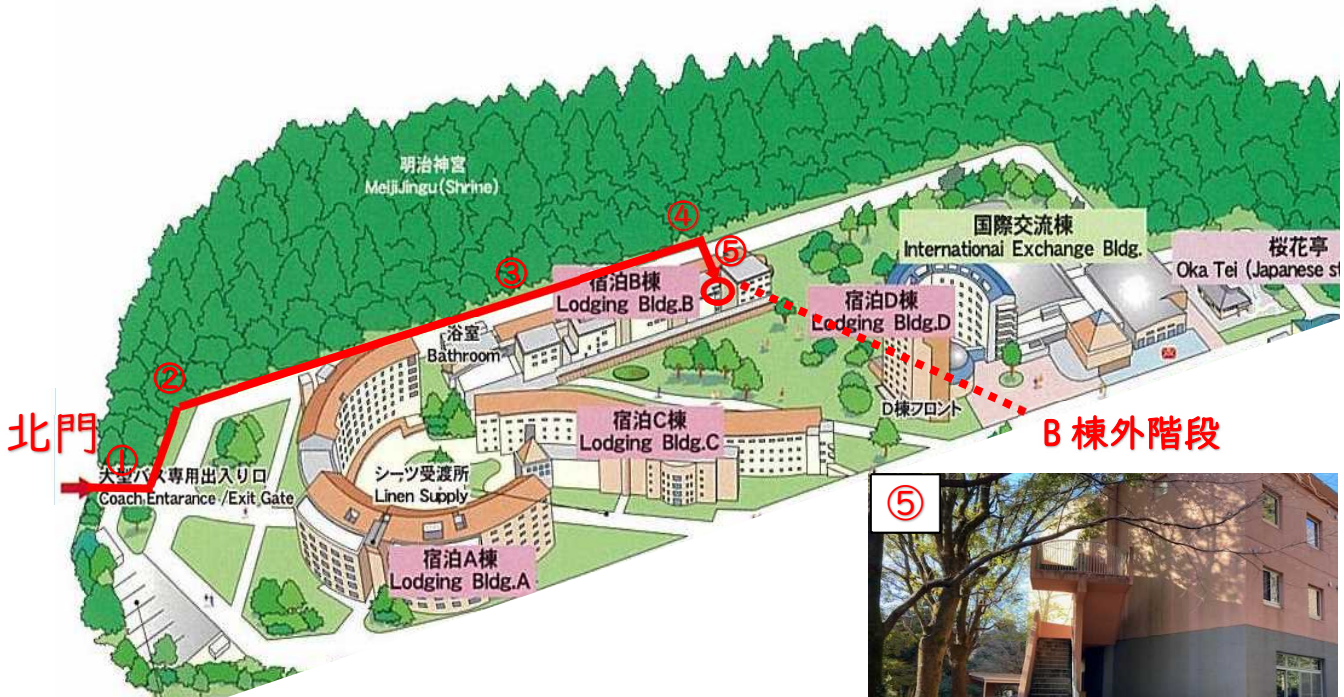 明治神宮
MeijiJingu(Shrine)
④
⑤
国際交流棟
Internationai Exchange Bldg.
桜花亭
Oka Tei (Japanese s
③
宿泊B棟
Lodging Bldg.B
宿泊D棟
Lodging Bldg.D
浴室
Bathroom
②
D棟フロント
北門
①
宿泊C棟
Lodging Bldg.C
B棟外階段
大型バス専用出入り口
Coach Entarance /Exit Gate
シーツ受渡所
Linen Supply
⑤
宿泊A棟
Lodging Bldg.A